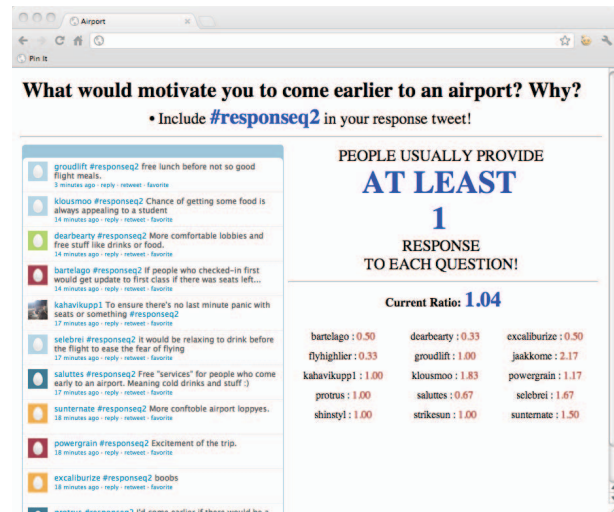 Airport
Pin It
What would motivate you to come earlier to an airport? Why?
• Include #responseq2 in your response tweet!
groudlift #responseq2 free lunch before not so good
flight meals.
3 minutes ago · reply · retweet · favorite
klousmoo #responseq2 Chance of getting some food is
always appealing to a student
14 minutes ago · reply · retweet · favorite
dearbearty #responseq2 More comfortable lobbies and
free stuff like drinks or food.
14 minutes ago · reply · retweet · favorite
bartelago #responseq2 If people who checked-in first
would get update to first class if there was seats left...
14 minutes ago · reply · retweet · favorite
kahavikupp1 To ensure there's no last minute panic with
seats or something #responseq2
17 minutes ago · reply · retweet · favorite
selebrei #responseq2 it would be relaxing to drink before
the flight to ease the fear of flying
17 minutes ago · reply · retweet · favorite
saluttes #responseq2 Free "services" for people who come
early to an airport. Meaning cold drinks and stuff :)
17 minutes ago · reply · retweet · favorite
sunternate #responseq2 More conftoble airport loppyes.
18 minutes ago · reply · retweet · favorite
powergrain #responseq2 Excitement of the trip.
18 minutes ago · reply · retweet · favorite
excaliburize #responseq2 boobs
18 minutes ago · reply · retweet · favorite
protrus #responseq2 I'd come earlier if there would be a
PEOPLE USUALLY PROVIDE
AT LEAST
1
RESPONSE
TO EACH QUESTION!
Current Ratio: 1.04
bartelago : 0.50 dearbearty : 0.33 excaliburize : 0.50
flyhighlier : 0.33 groudlift : 1.00 jaakkome : 2.17
kahavikupp1 : 1.00 klousmoo : 1.83 powergrain : 1.17
protrus : 1.00 saluttes : 0.67 selebrei : 1.67
shinstyl : 1.00 strikesun : 1.00 sunternate : 1.50